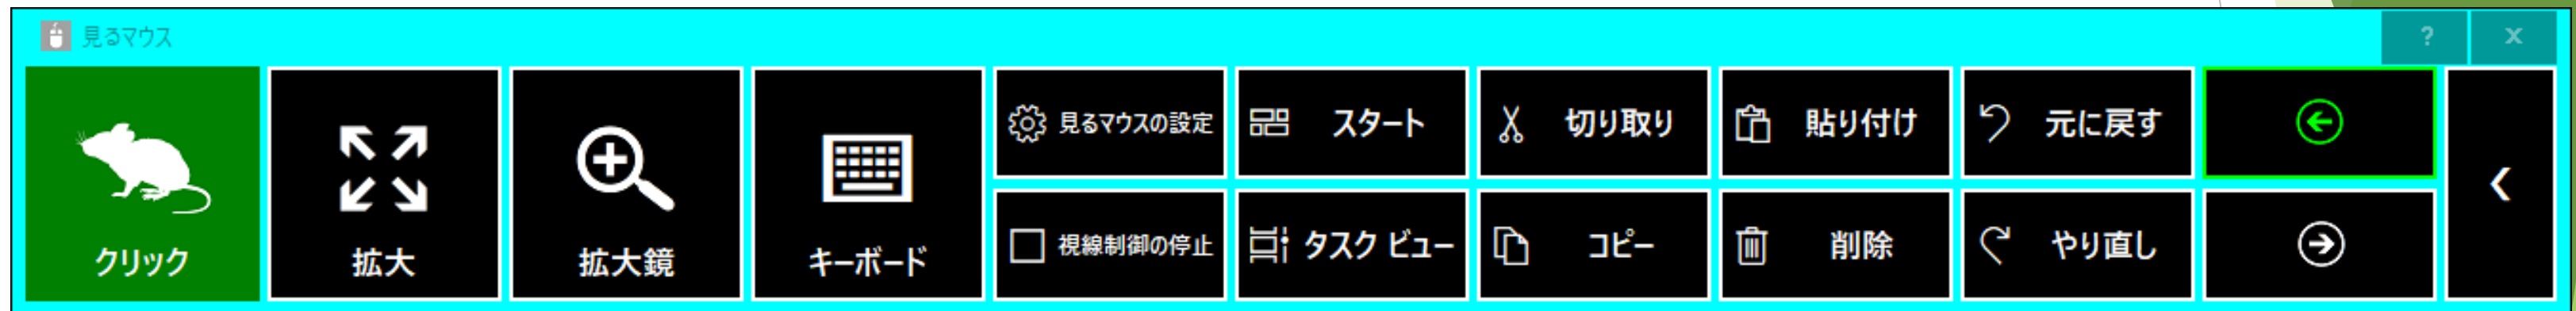 見るマウス
? x
クリック
拡大
拡大鏡
キーボード
見るマウスの設定
スタート
切り取り
貼り付け
元に戻す
視線制御の停止
タスク ビュー
コピー
削除
やり直し